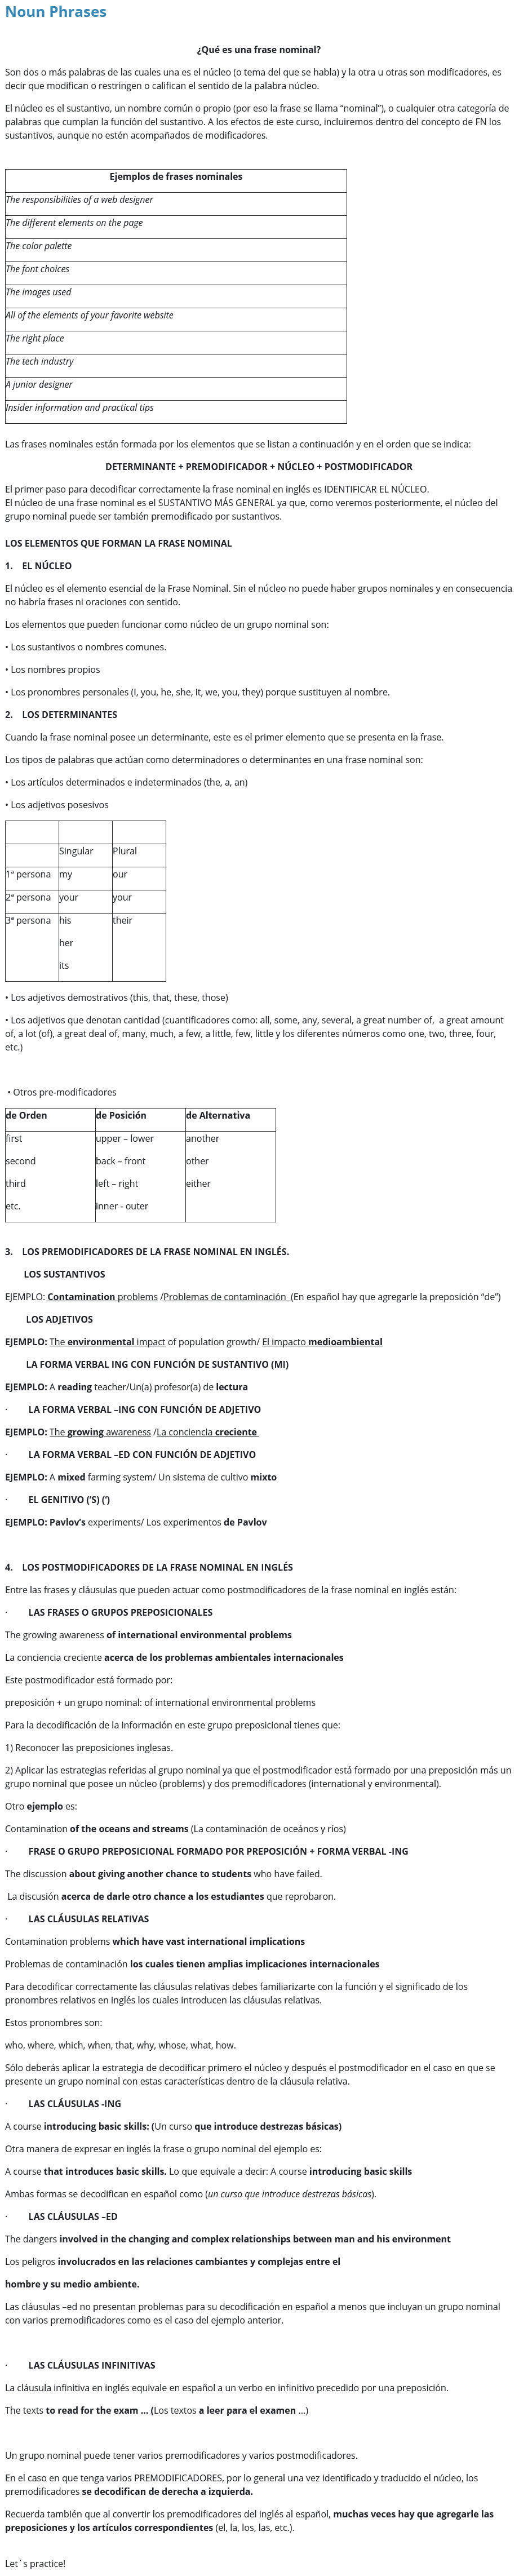 Noun Phrases
¿Qué es una frase nominal?
Son dos o más palabras de las cuales una es el núcleo (o tema del que se habla) y la otra u otras son modificadores, es
decir que modifican o restringen o califican el sentido de la palabra núcleo.
El núcleo es el sustantivo, un nombre común o propio (por eso la frase se llama “nominal”), o cualquier otra categoría de
palabras que cumplan la función del sustantivo. A los efectos de este curso, incluiremos dentro del concepto de FN los
sustantivos, aunque no estén acompañados de modificadores.
Ejemplos de frases nominales
The responsibilities of a web designer
The different elements on the page
The color palette
The font choices
The images used
All of the elements of your favorite website
The right place
The tech industry
A junior designer
Insider information and practical tips
Las frases nominales están formada por los elementos que se listan a continuación y en el orden que se indica:
DETERMINANTE + PREMODIFICADOR + NÚCLEO + POSTMODIFICADOR
El primer paso para decodificar correctamente la frase nominal en inglés es IDENTIFICAR EL NÚCLEO.
El núcleo de una frase nominal es el SUSTANTIVO MÁS GENERAL ya que, como veremos posteriormente, el núcleo del
grupo nominal puede ser también premodificado por sustantivos.
LOS ELEMENTOS QUE FORMAN LA FRASE NOMINAL
1. EL NÚCLEO
El núcleo es el elemento esencial de la Frase Nominal. Sin el núcleo no puede haber grupos nominales y en consecuencia
no habría frases ni oraciones con sentido.
Los elementos que pueden funcionar como núcleo de un grupo nominal son:
• Los sustantivos o nombres comunes.
• Los nombres propios
• Los pronombres personales (I, you, he, she, it, we, you, they) porque sustituyen al nombre.
2. LOS DETERMINANTES
Cuando la frase nominal posee un determinante, este es el primer elemento que se presenta en la frase.
Los tipos de palabras que actúan como determinadores o determinantes en una frase nominal son:
• Los artículos determinados e indeterminados (the, a, an)
• Los adjetivos posesivos
Singular Plural
1ª persona my our
2ª persona your your
3ª persona his their
her
its
• Los adjetivos demostrativos (this, that, these, those)
• Los adjetivos que denotan cantidad (cuantificadores como: all, some, any, several, a great number of, a great amount
of, a lot (of), a great deal of, many, much, a few, a little, few, little y los diferentes números como one, two, three, four,
etc.)
• Otros pre-modificadores
de Orden de Posición de Alternativa
first upper – lower another
second back – front other
third left – right either
etc. inner - outer
3. LOS PREMODIFICADORES DE LA FRASE NOMINAL EN INGLÉS.
LOS SUSTANTIVOS
EJEMPLO: Contamination problems /Problemas de contaminación (En español hay que agregarle la preposición “de”)
LOS ADJETIVOS
EJEMPLO: The environmental impact of population growth/ El impacto medioambiental
LA FORMA VERBAL ING CON FUNCIÓN DE SUSTANTIVO (MI)
EJEMPLO: A reading teacher/Un(a) profesor(a) de lectura
· LA FORMA VERBAL –ING CON FUNCIÓN DE ADJETIVO
EJEMPLO: The growing awareness /La conciencia creciente
· LA FORMA VERBAL –ED CON FUNCIÓN DE ADJETIVO
EJEMPLO: A mixed farming system/ Un sistema de cultivo mixto
· EL GENITIVO (‘S) (‘)
EJEMPLO: Pavlov’s experiments/ Los experimentos de Pavlov
4. LOS POSTMODIFICADORES DE LA FRASE NOMINAL EN INGLÉS
Entre las frases y cláusulas que pueden actuar como postmodificadores de la frase nominal en inglés están:
· LAS FRASES O GRUPOS PREPOSICIONALES
The growing awareness of international environmental problems
La conciencia creciente acerca de los problemas ambientales internacionales
Este postmodificador está formado por:
preposición + un grupo nominal: of international environmental problems
Para la decodificación de la información en este grupo preposicional tienes que:
1) Reconocer las preposiciones inglesas.
2) Aplicar las estrategias referidas al grupo nominal ya que el postmodificador está formado por una preposición más un
grupo nominal que posee un núcleo (problems) y dos premodificadores (international y environmental).
Otro ejemplo es:
Contamination of the oceans and streams (La contaminación de océanos y ríos)
· FRASE O GRUPO PREPOSICIONAL FORMADO POR PREPOSICIÓN + FORMA VERBAL -ING
The discussion about giving another chance to students who have failed.
La discusión acerca de darle otro chance a los estudiantes que reprobaron.
· LAS CLÁUSULAS RELATIVAS
Contamination problems which have vast international implications
Problemas de contaminación los cuales tienen amplias implicaciones internacionales
Para decodificar correctamente las cláusulas relativas debes familiarizarte con la función y el significado de los
pronombres relativos en inglés los cuales introducen las cláusulas relativas.
Estos pronombres son:
who, where, which, when, that, why, whose, what, how.
Sólo deberás aplicar la estrategia de decodificar primero el núcleo y después el postmodificador en el caso en que se
presente un grupo nominal con estas características dentro de la cláusula relativa.
· LAS CLÁUSULAS -ING
A course introducing basic skills: (Un curso que introduce destrezas básicas)
Otra manera de expresar en inglés la frase o grupo nominal del ejemplo es:
A course that introduces basic skills. Lo que equivale a decir: A course introducing basic skills
Ambas formas se decodifican en español como (un curso que introduce destrezas básicas).
· LAS CLÁUSULAS –ED
The dangers involved in the changing and complex relationships between man and his environment
Los peligros involucrados en las relaciones cambiantes y complejas entre el
hombre y su medio ambiente.
Las cláusulas –ed no presentan problemas para su decodificación en español a menos que incluyan un grupo nominal
con varios premodificadores como es el caso del ejemplo anterior.
· LAS CLÁUSULAS INFINITIVAS
La cláusula infinitiva en inglés equivale en español a un verbo en infinitivo precedido por una preposición.
The texts to read for the exam ... (Los textos a leer para el examen ...)
Un grupo nominal puede tener varios premodificadores y varios postmodificadores.
En el caso en que tenga varios PREMODIFICADORES, por lo general una vez identificado y traducido el núcleo, los
premodificadores se decodifican de derecha a izquierda.
Recuerda también que al convertir los premodificadores del inglés al español, muchas veces hay que agregarle las
preposiciones y los artículos correspondientes (el, la, los, las, etc.).
Let´s practice!